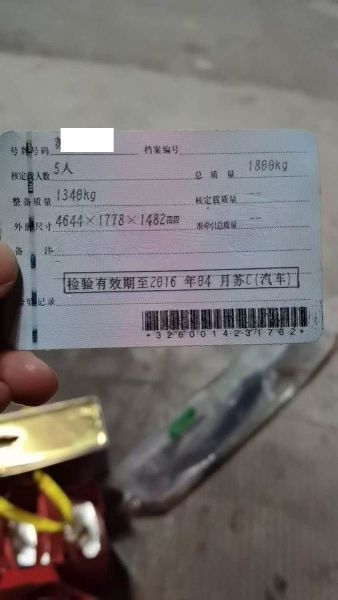 号牌号码 苏 档案编号
核定载人数 5人 总质量 1800kg
整备质量 1340kg 核定载质量 --
外廓尺寸 4644×1778×1482mm 准牵引总质量 --
备注
检验有效期至2016年04月苏C(汽车)
检验记录
*3260014231782*